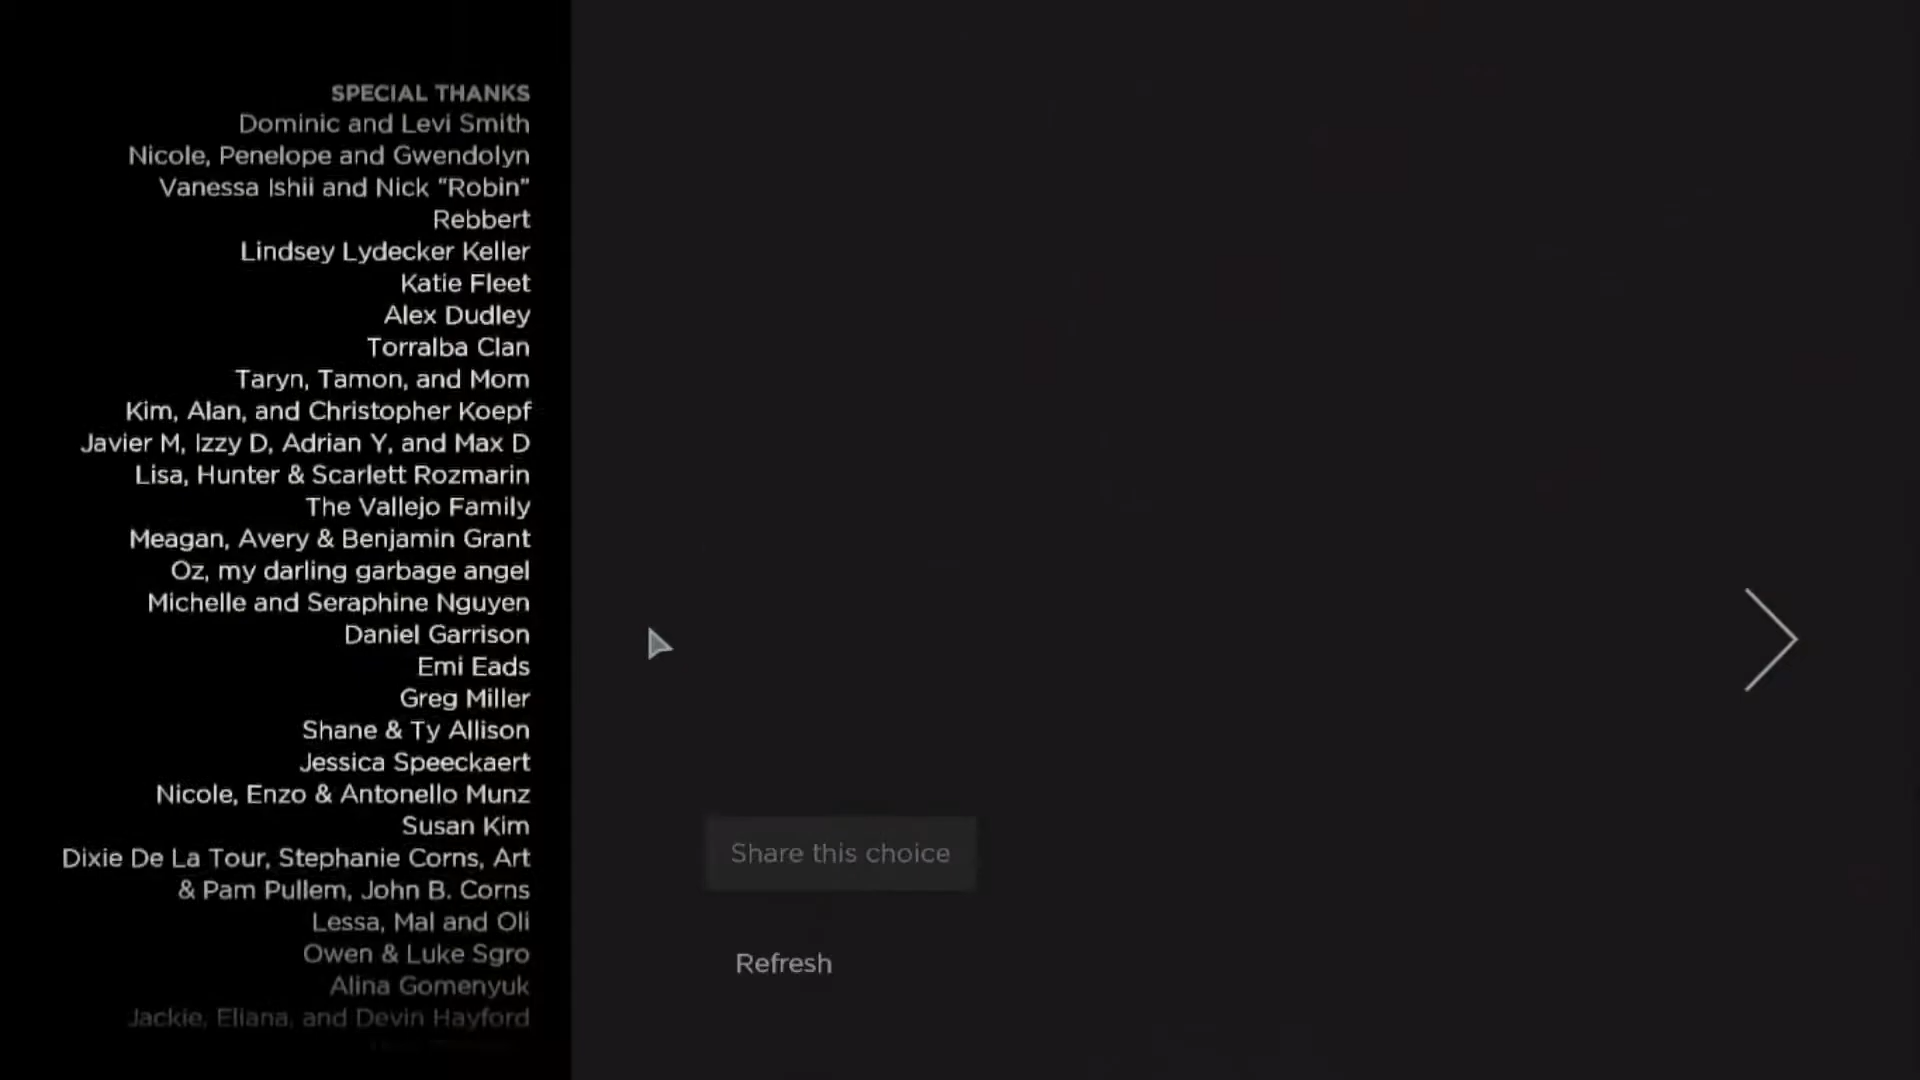 SPECIAL THANKS
Dominic and Levi Smith
Nicole, Penelope and Gwendolyn
Vanessa Ishii and Nick “Robin”
Rebbert
Lindsey Lydecker Keller
Katie Fleet
Alex Dudley
Torralba Clan
Taryn, Tamon, and Mom
Kim, Alan, and Christopher Koepf
Javier M, Izzy D, Adrian Y, and Max D
Lisa, Hunter & Scarlett Rozmarin
The Vallejo Family
Meagan, Avery & Benjamin Grant
Oz, my darling garbage angel
Michelle and Seraphine Nguyen
Daniel Garrison
Emi Eads
Greg Miller
Shane & Ty Allison
Jessica Speeckaert
Nicole, Enzo & Antonello Munz
Susan Kim
Dixie De La Tour, Stephanie Corns, Art
& Pam Pullem, John B. Corns
Lessa, Mal and Oli
Owen & Luke Sgro
Alina Gomenyuk
Jackie, Eliana, and Devin Hayford
Share this choice
Refresh